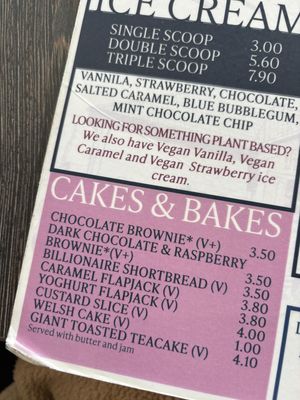 ICE CREAM
SINGLE SCOOP 3.00
DOUBLE SCOOP 5.60
TRIPLE SCOOP 7.90
VANNILA, STRAWBERRY, CHOCOLATE,
SALTED CARAMEL, BLUE BUBBLEGUM,
MINT CHOCOLATE CHIP
LOOKING FOR SOMETHING PLANT BASED?
We also have Vegan Vanilla, Vegan
Caramel and Vegan Strawberry ice
cream.
CAKES & BAKES
CHOCOLATE BROWNIE* (V+) 3.50
DARK CHOCOLATE & RASPBERRY
BROWNIE*(V+) 3.50
BILLIONAIRE SHORTBREAD (V) 3.50
CARAMEL FLAPJACK (V) 3.80
YOGHURT FLAPJACK (V) 3.80
CUSTARD SLICE (V) 4.00
WELSH CAKE (V) 1.00
GIANT TOASTED TEACAKE (V) 4.10
Served with butter and jam